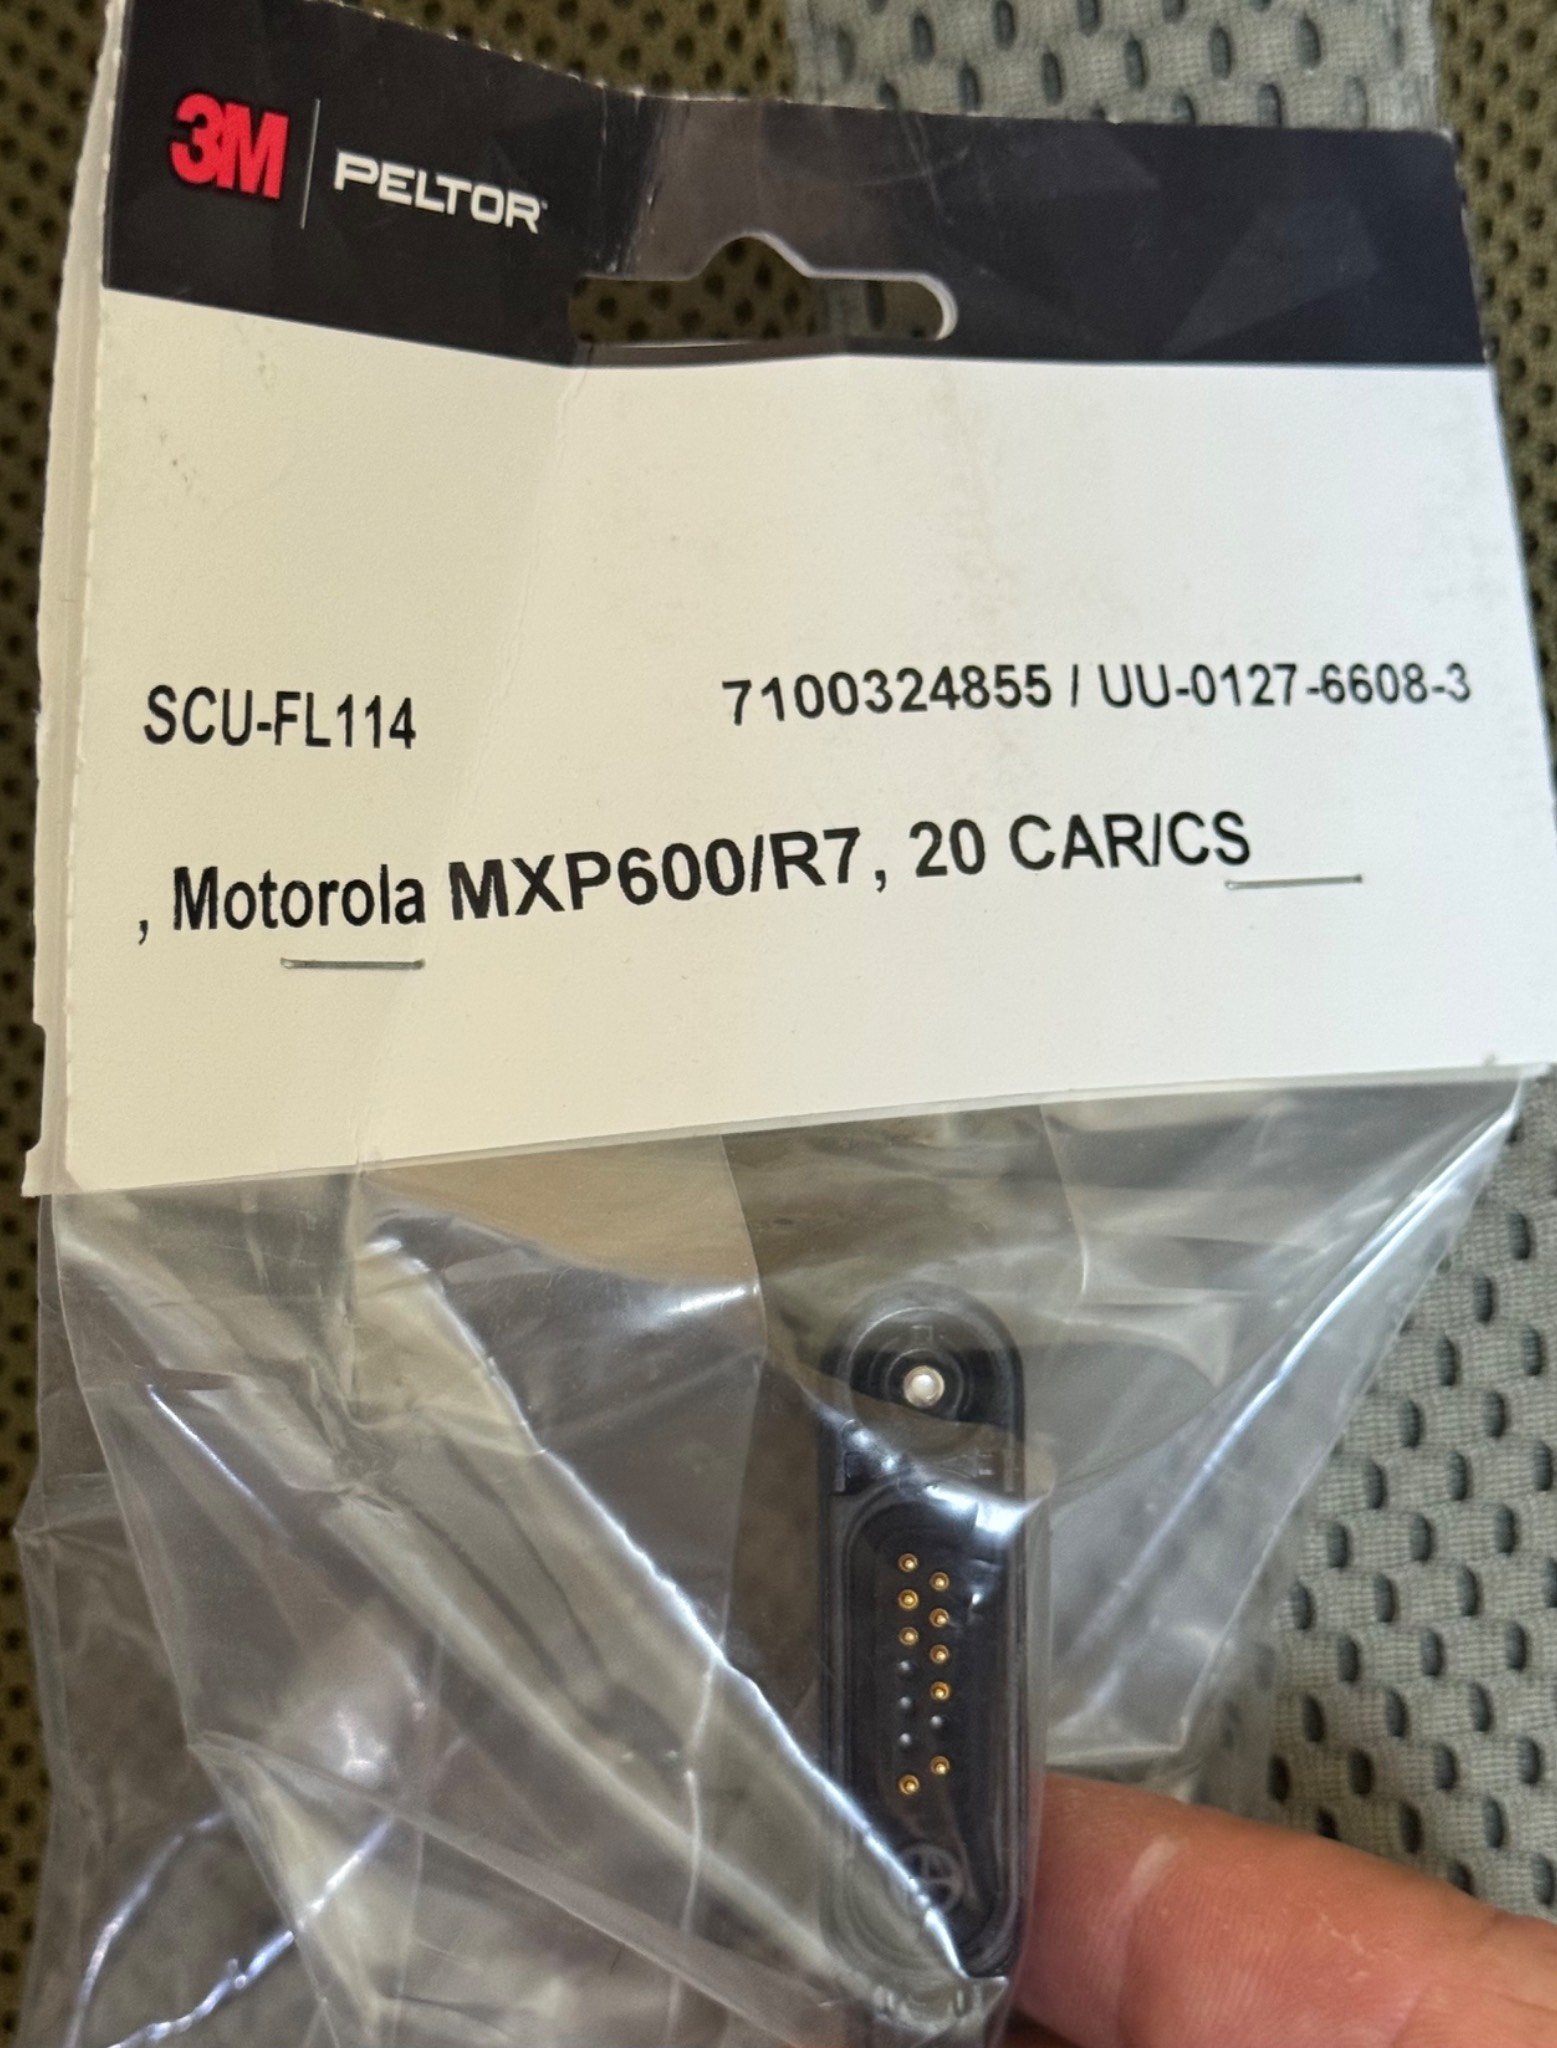 3M | PELTOR
SCU-FL114 7100324855 / UU-0127-6608-3
, Motorola MXP600/R7, 20 CAR/CS